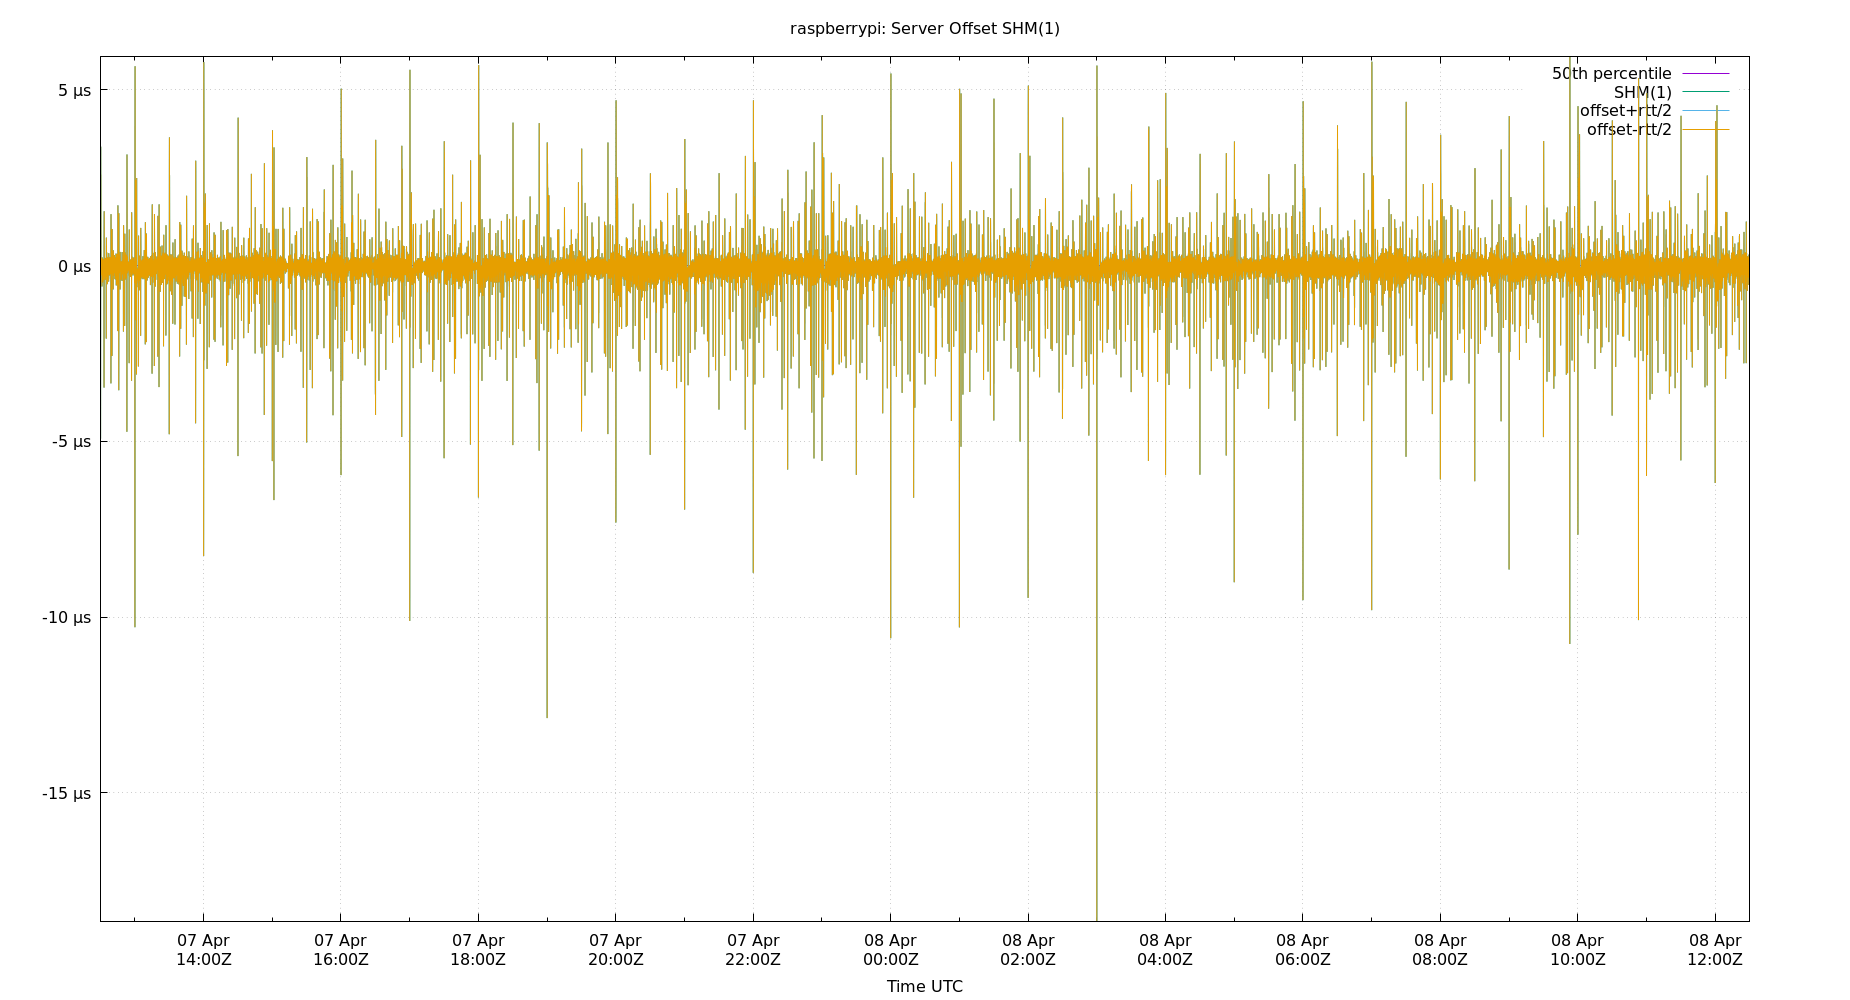 raspberrypi: Server Offset SHM(1)
50th percentile
SHM(1)
offset+rtt/2
offset-rtt/2
5 µs
0 µs
-5 µs
-10 µs
-15 µs
07 Apr 07 Apr 07 Apr 07 Apr 07 Apr 08 Apr 08 Apr 08 Apr 08 Apr 08 Apr 08 Apr 08 Apr
14:00Z 16:00Z 18:00Z 20:00Z 22:00Z 00:00Z 02:00Z 04:00Z 06:00Z 08:00Z 10:00Z 12:00Z
Time UTC